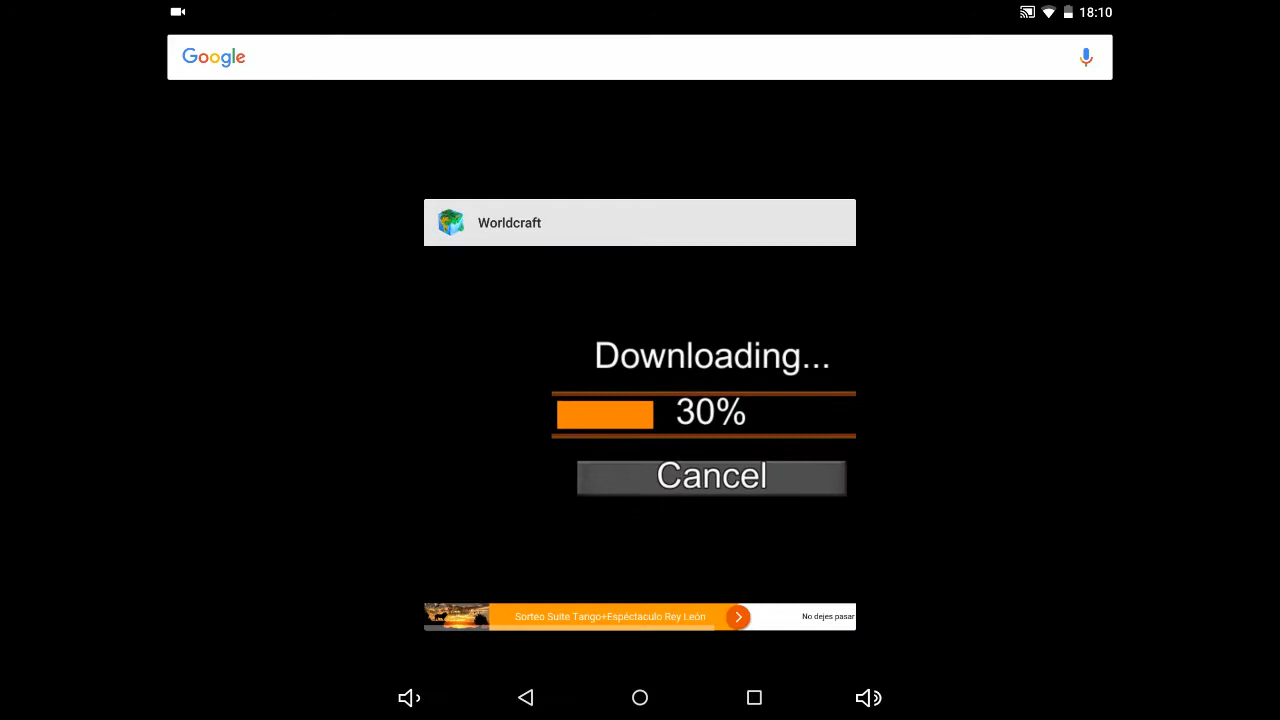 18:10
Google
Worldcraft
Downloading...
30%
Cancel
Sorteo Suite Tango+Espéctaculo Rey León
No dejes pasar